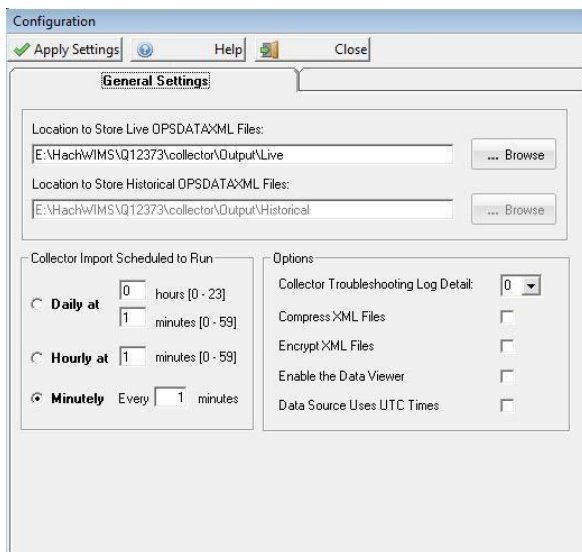 Configuration
Apply Settings Help Close
General Settings
Location to Store Live OPSDATAXML Files:
E:\HachWIMS\Q12373\collector\Output\Live
... Browse
Location to Store Historical OPSDATAXML Files:
E:\HachWIMS\Q12373\collector\Output\Historical
... Browse
Collector Import Scheduled to Run
Daily at 0 hours [0 - 23]
1 minutes [0 - 59]
Hourly at 1 minutes [0 - 59]
Minutely Every 1 minutes
Options
Collector Troubleshooting Log Detail: 0
Compress XML Files
Encrypt XML Files
Enable the Data Viewer
Data Source Uses UTC Times